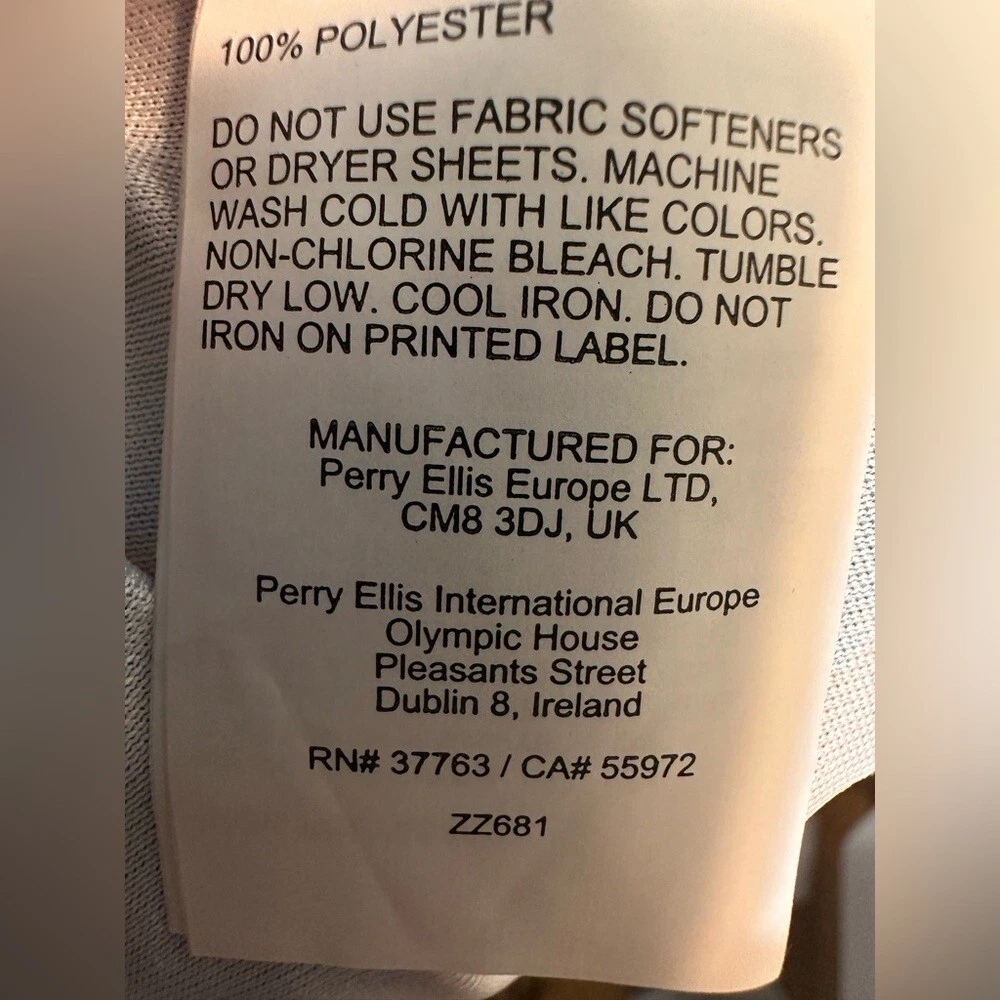 100% POLYESTER
DO NOT USE FABRIC SOFTENERS
OR DRYER SHEETS. MACHINE
WASH COLD WITH LIKE COLORS.
NON-CHLORINE BLEACH. TUMBLE
DRY LOW. COOL IRON. DO NOT
IRON ON PRINTED LABEL.
MANUFACTURED FOR:
Perry Ellis Europe LTD,
CM8 3DJ, UK
Perry Ellis International Europe
Olympic House
Pleasants Street
Dublin 8, Ireland
RN# 37763 / CA# 55972
ZZ681